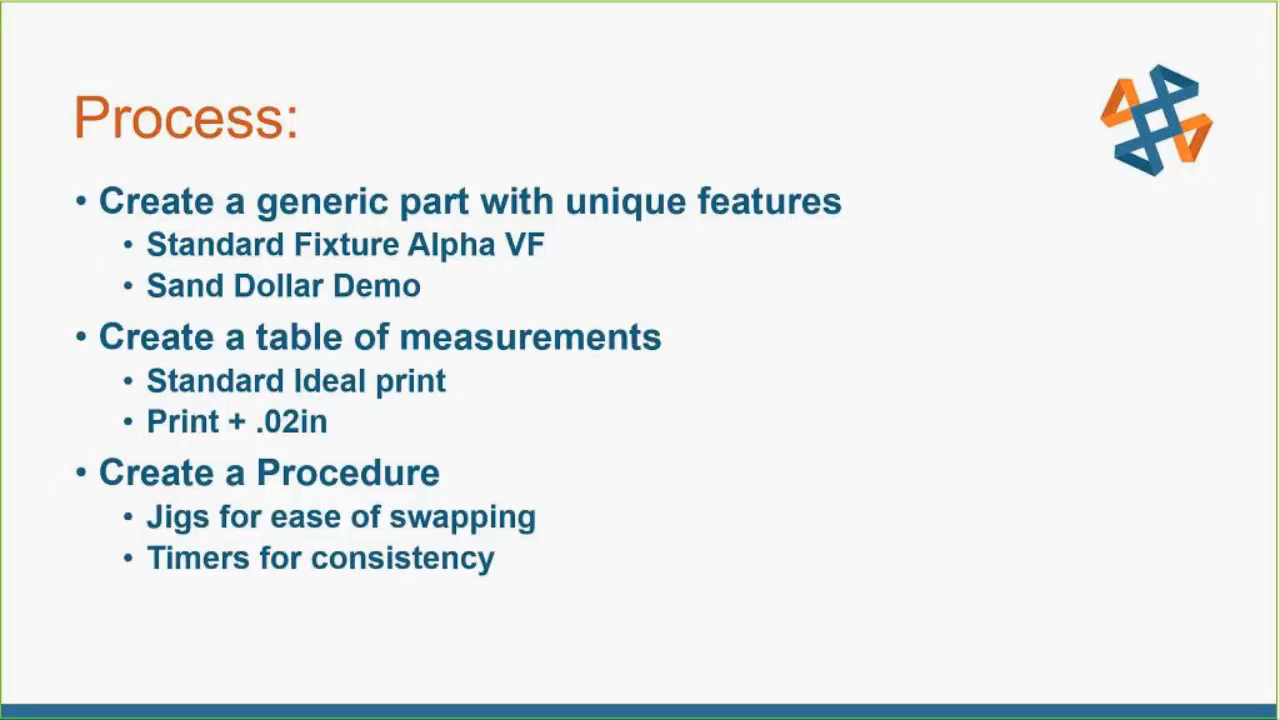 Process:
• Create a generic part with unique features
• Standard Fixture Alpha VF
• Sand Dollar Demo
• Create a table of measurements
• Standard Ideal print
• Print + .02in
• Create a Procedure
• Jigs for ease of swapping
• Timers for consistency